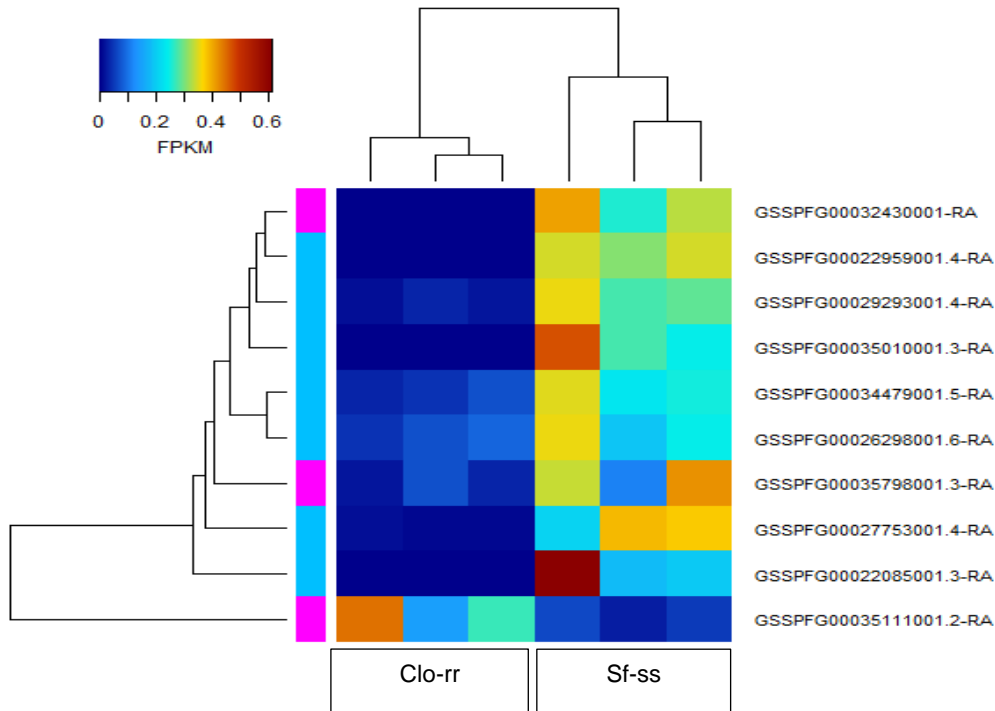 0 0.2 0.4 0.6
FPKM
GSSPFG00032430001-RA
GSSPFG00022959001.4-RA
GSSPFG00029293001.4-RA
GSSPFG00035010001.3-RA
GSSPFG00034479001.5-RA
GSSPFG00026298001.6-RA
GSSPFG00035798001.3-RA
GSSPFG00027753001.4-RA
GSSPFG00022085001.3-RA
GSSPFG00035111001.2-RA
Clo-rr Sf-ss